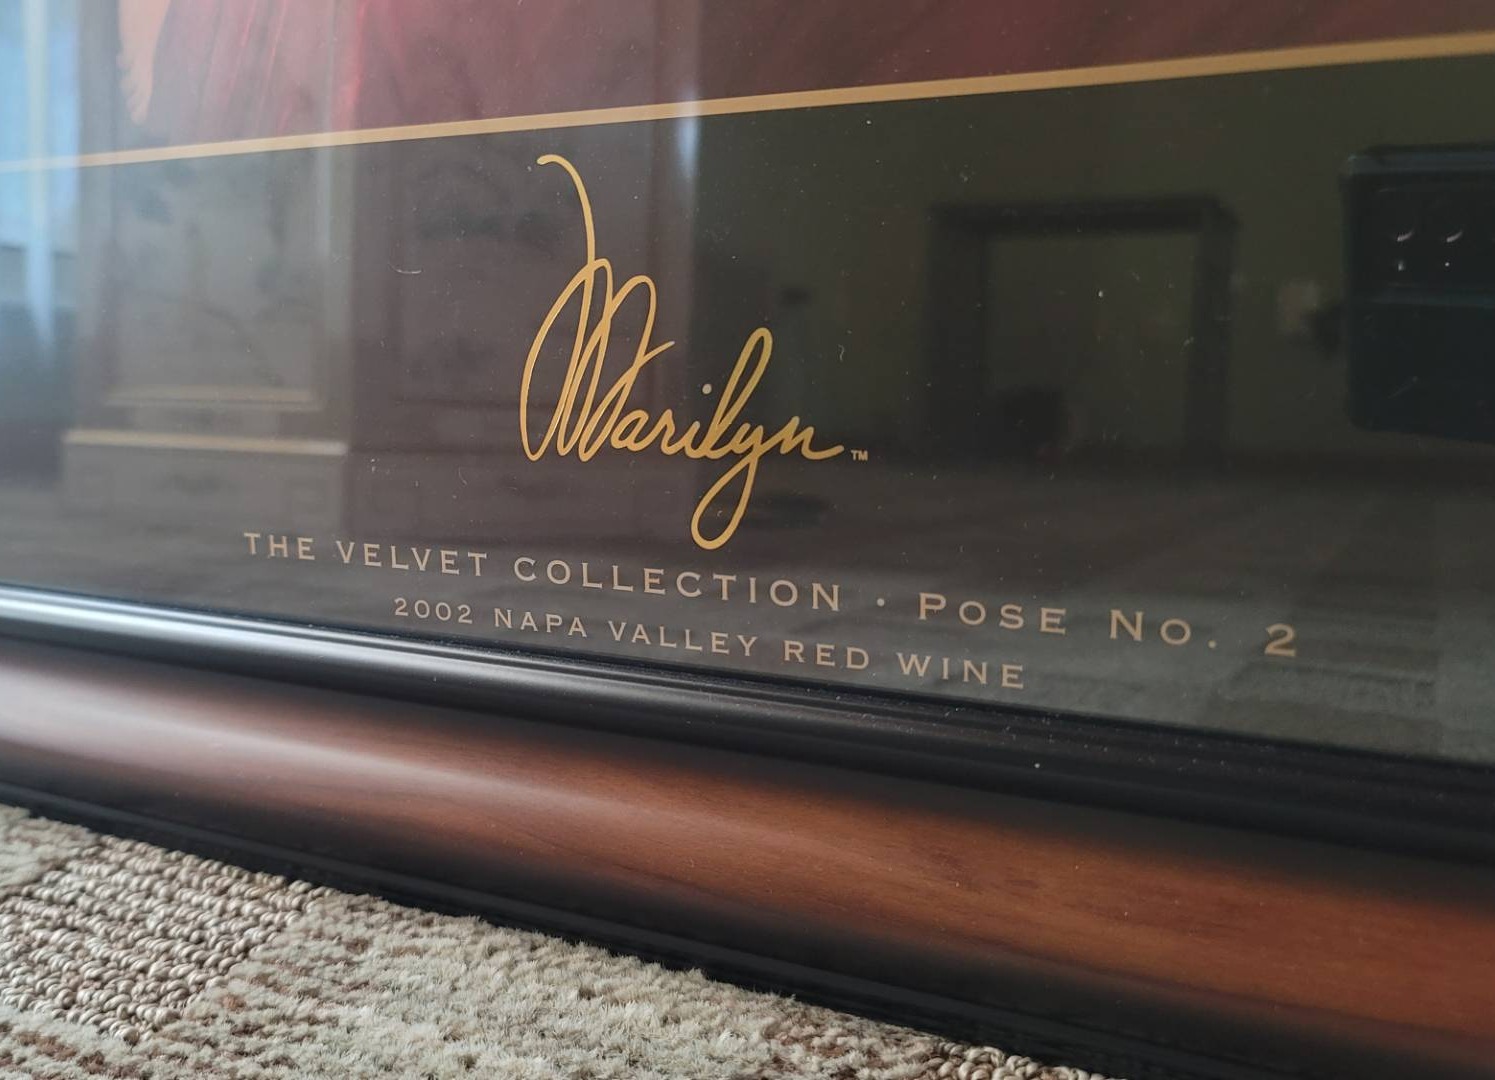 Marilyn™
THE VELVET COLLECTION · POSE NO. 2
2002 NAPA VALLEY RED WINE